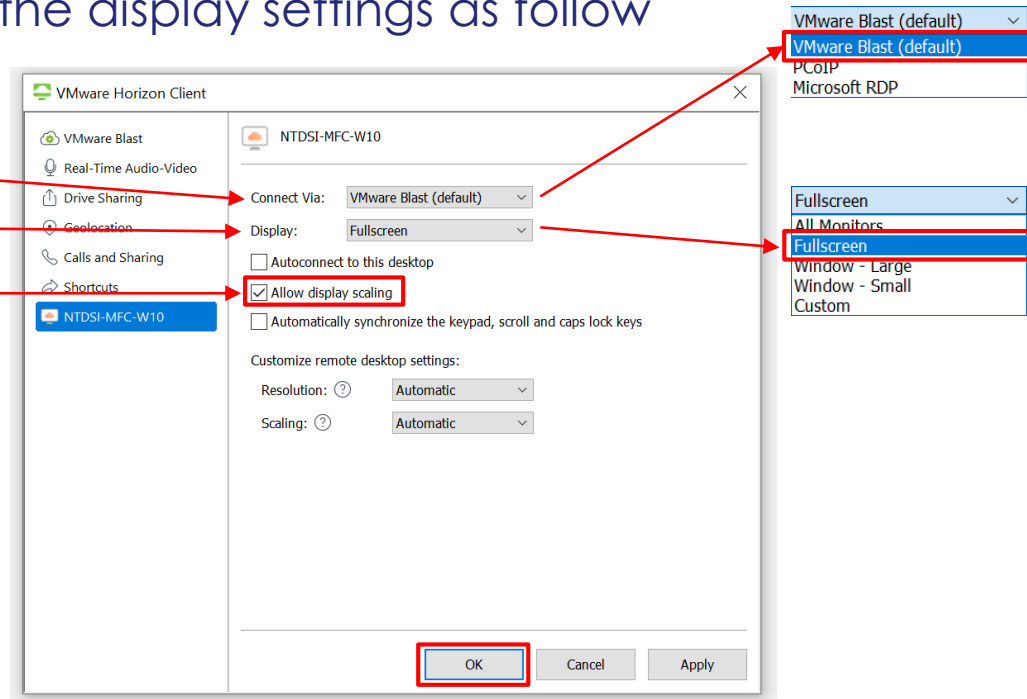 the display settings as follow
VMware Blast (default)
VMware Blast (default)
PCoIP
Microsoft RDP
VMware Horizon Client
VMware Blast
Real-Time Audio-Video
Drive Sharing
Geolocation
Calls and Sharing
Shortcuts
NTDSI-MFC-W10
NTDSI-MFC-W10
Connect Via: VMware Blast (default)
Display: Fullscreen
Autoconnect to this desktop
Allow display scaling
Automatically synchronize the keypad, scroll and caps lock keys
Customize remote desktop settings:
Resolution: ? Automatic
Scaling: ? Automatic
OK Cancel Apply
Fullscreen
All Monitors
Fullscreen
Window - Large
Window - Small
Custom